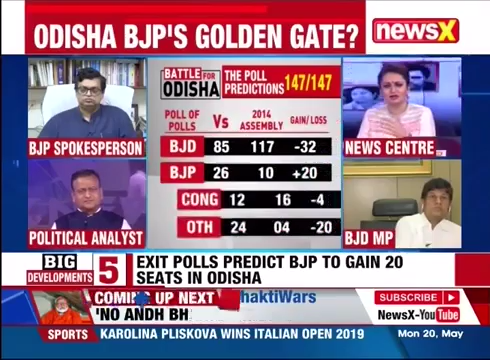 ODISHA BJP'S GOLDEN GATE?
newsX
BJP SPOKESPERSON
BATTLE FOR
ODISHA
THE POLL
PREDICTIONS 147/147
POLL OF
POLLS Vs 2014
ASSEMBLY GAIN/LOSS
BJD 85 117 -32
BJP 26 10 +20
CONG 12 16 -4
OTH 24 04 -20
NEWS CENTRE
POLITICAL ANALYST
BJD MP
BIG
DEVELOPMENTS 5
EXIT POLLS PREDICT BJP TO GAIN 20
SEATS IN ODISHA
COMING UP NEXT
haktiWars
'NO ANDH BH
SUBSCRIBE
NewsX-YouTube
SPORTS KAROLINA PLISKOVA WINS ITALIAN OPEN 2019 Mon 20, May